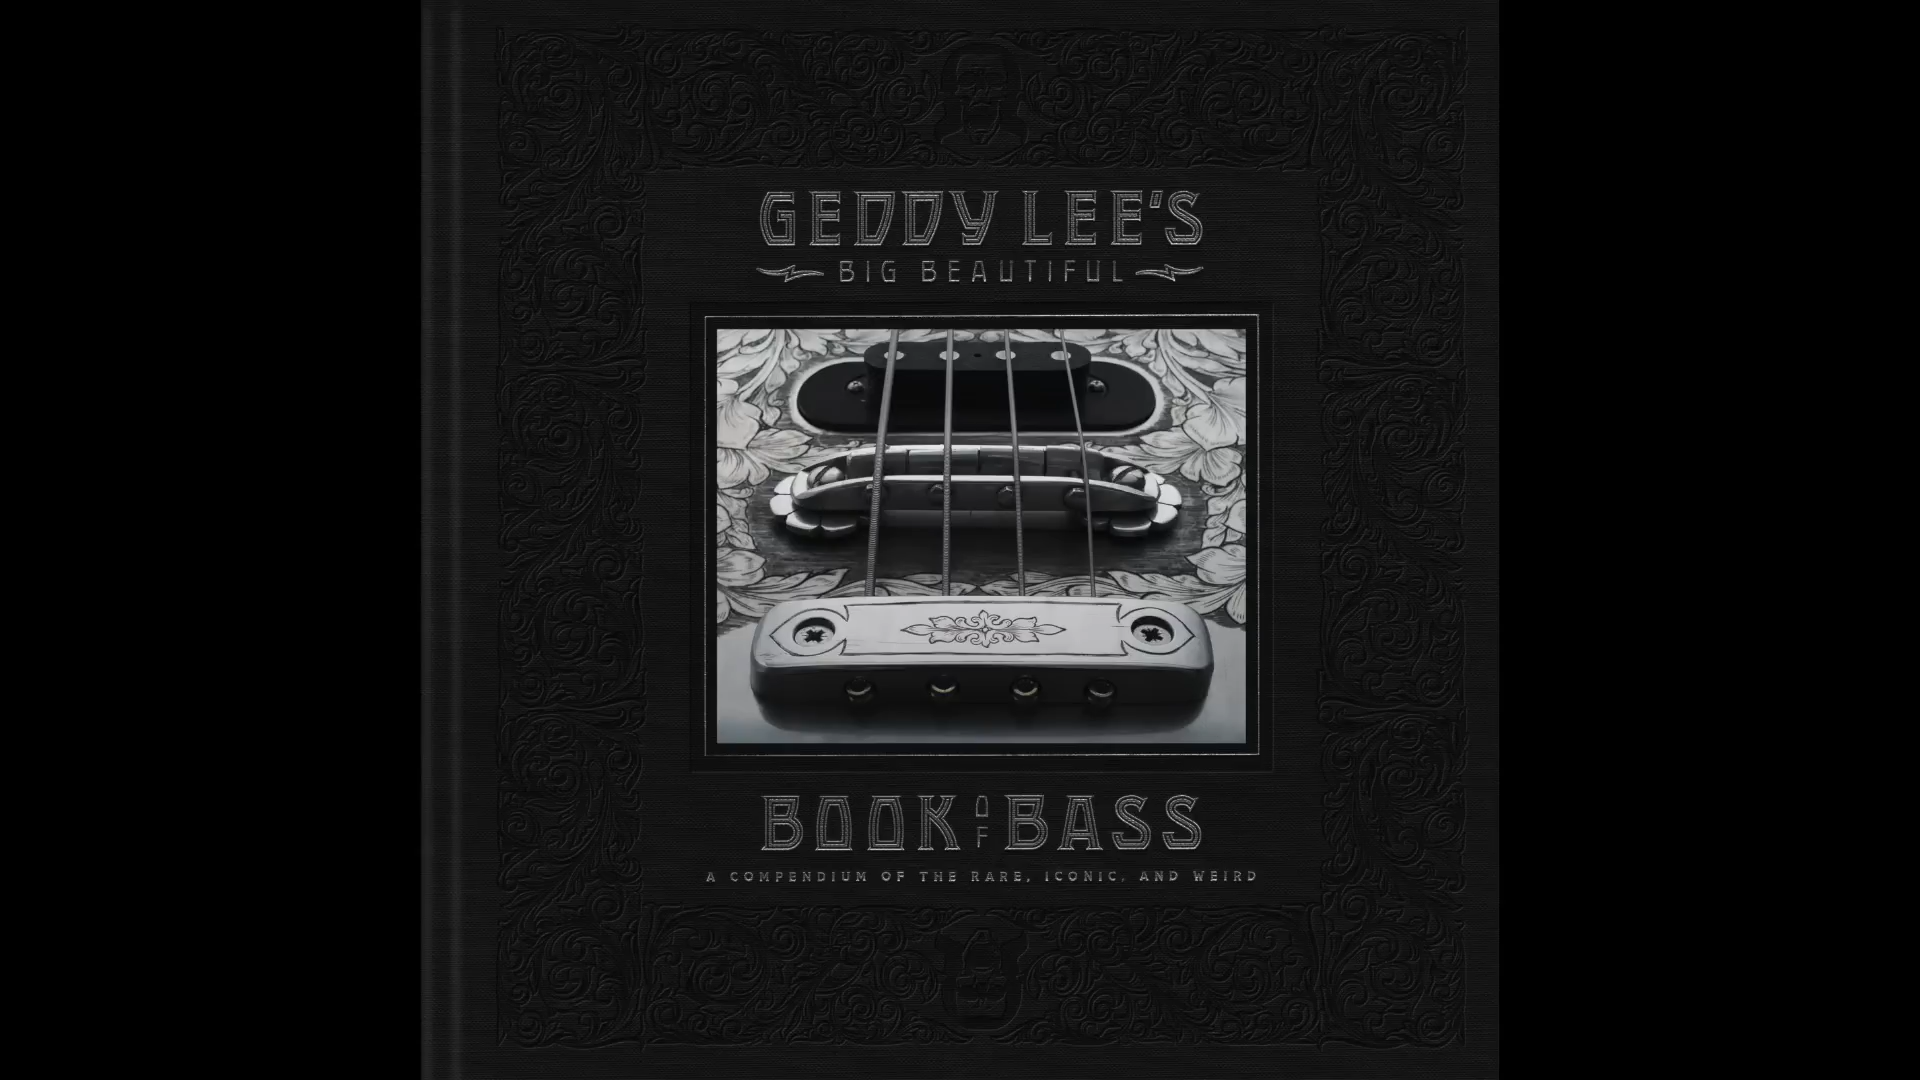 GEDDY LEE'S
BIG BEAUTIFUL
BOOK OF BASS
A COMPENDIUM OF THE RARE, ICONIC, AND WEIRD